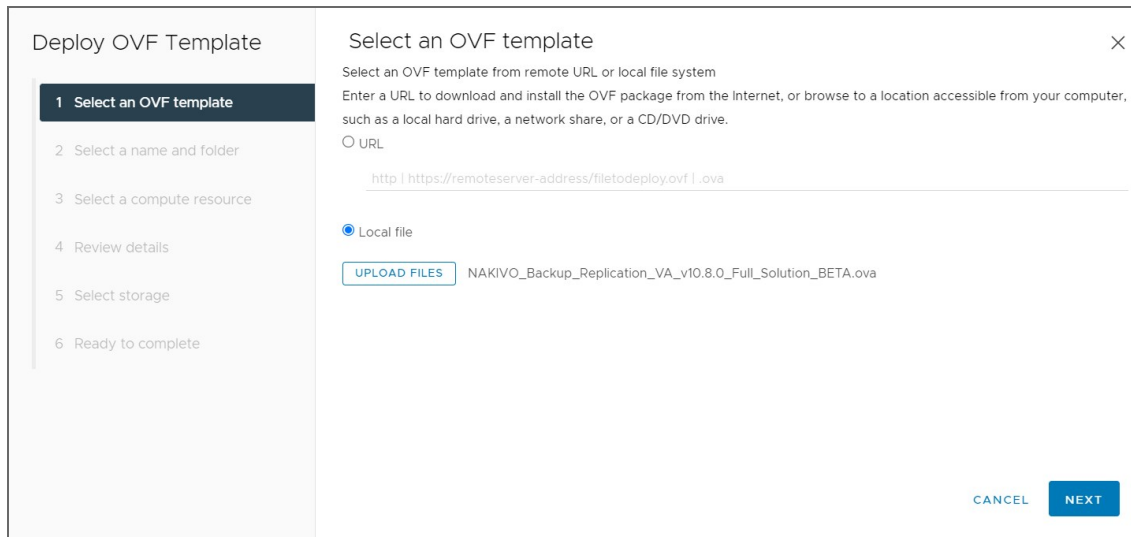 Deploy OVF Template
1 Select an OVF template
2 Select a name and folder
3 Select a compute resource
4 Review details
5 Select storage
6 Ready to complete
Select an OVF template
Select an OVF template from remote URL or local file system
Enter a URL to download and install the OVF package from the Internet, or browse to a location accessible from your computer,
such as a local hard drive, a network share, or a CD/DVD drive.
URL
http | https://remoteserver-address/filetodeploy.ovf | .ova
Local file
UPLOAD FILES NAKIVO_Backup_Replication_VA_v10.8.0_Full_Solution_BETA.ova
CANCEL NEXT